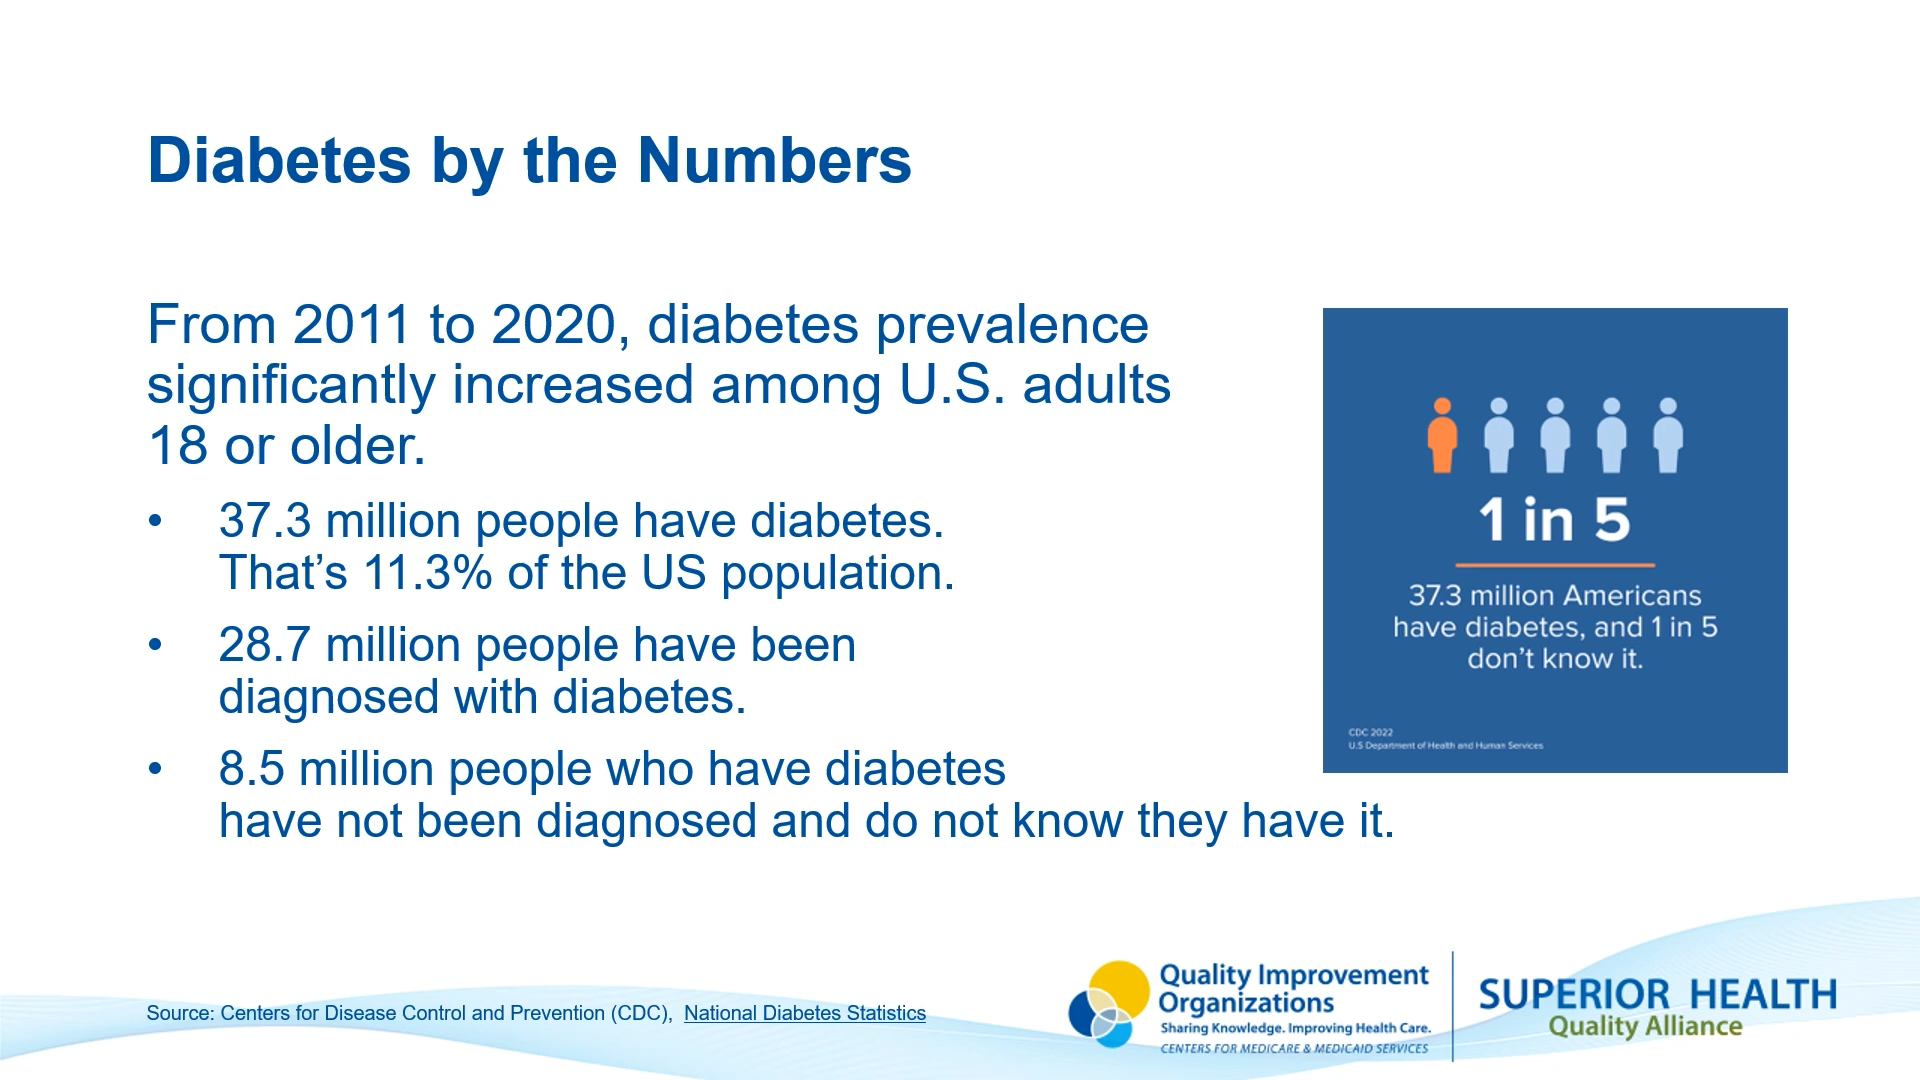 Diabetes by the Numbers
From 2011 to 2020, diabetes prevalence
significantly increased among U.S. adults
18 or older.
• 37.3 million people have diabetes.
That’s 11.3% of the US population.
• 28.7 million people have been
diagnosed with diabetes.
• 8.5 million people who have diabetes
have not been diagnosed and do not know they have it.
1 in 5
37.3 million Americans
have diabetes, and 1 in 5
don’t know it.
CDC 2022
U.S Department of Health and Human Services
Source: Centers for Disease Control and Prevention (CDC), National Diabetes Statistics
Quality Improvement
Organizations
Sharing Knowledge. Improving Health Care.
CENTERS FOR MEDICARE & MEDICAID SERVICES
SUPERIOR HEALTH
Quality Alliance